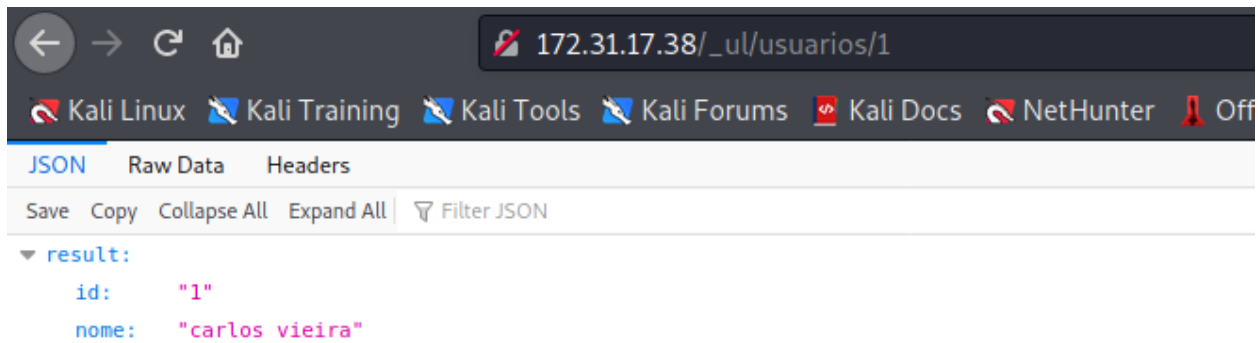 172.31.17.38/_ul/usuarios/1
Kali Linux Kali Training Kali Tools Kali Forums Kali Docs NetHunter Off
JSON Raw Data Headers
Save Copy Collapse All Expand All Filter JSON
result:
id: "1"
nome: "carlos vieira"